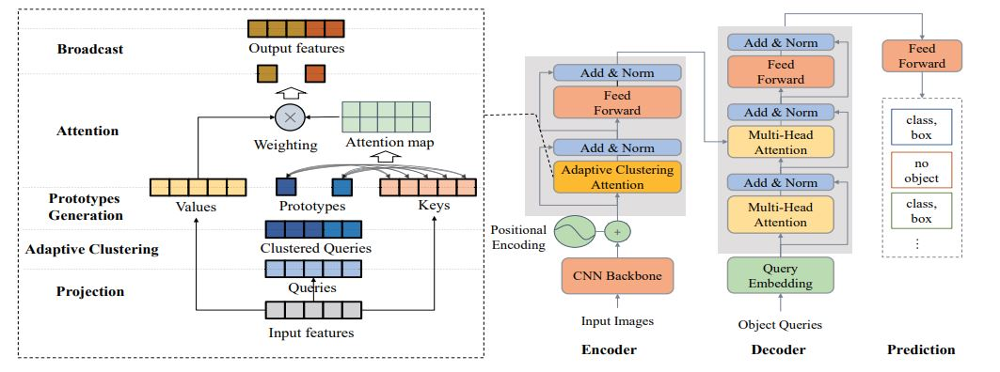 Broadcast
Output features
Attention
Weighting
Attention map
Prototypes
Generation
Values
Prototypes
Keys
Adaptive Clustering
Clustered Queries
Projection
Queries
Input features
Add & Norm
Feed
Forward
Add & Norm
Adaptive Clustering
Attention
Positional
Encoding
+
CNN Backbone
Input Images
Encoder
Add & Norm
Feed
Forward
Add & Norm
Multi-Head
Attention
Add & Norm
Multi-Head
Attention
Query
Embedding
Object Queries
Decoder
Feed
Forward
class,
box
no
object
class,
box
⋮
Prediction